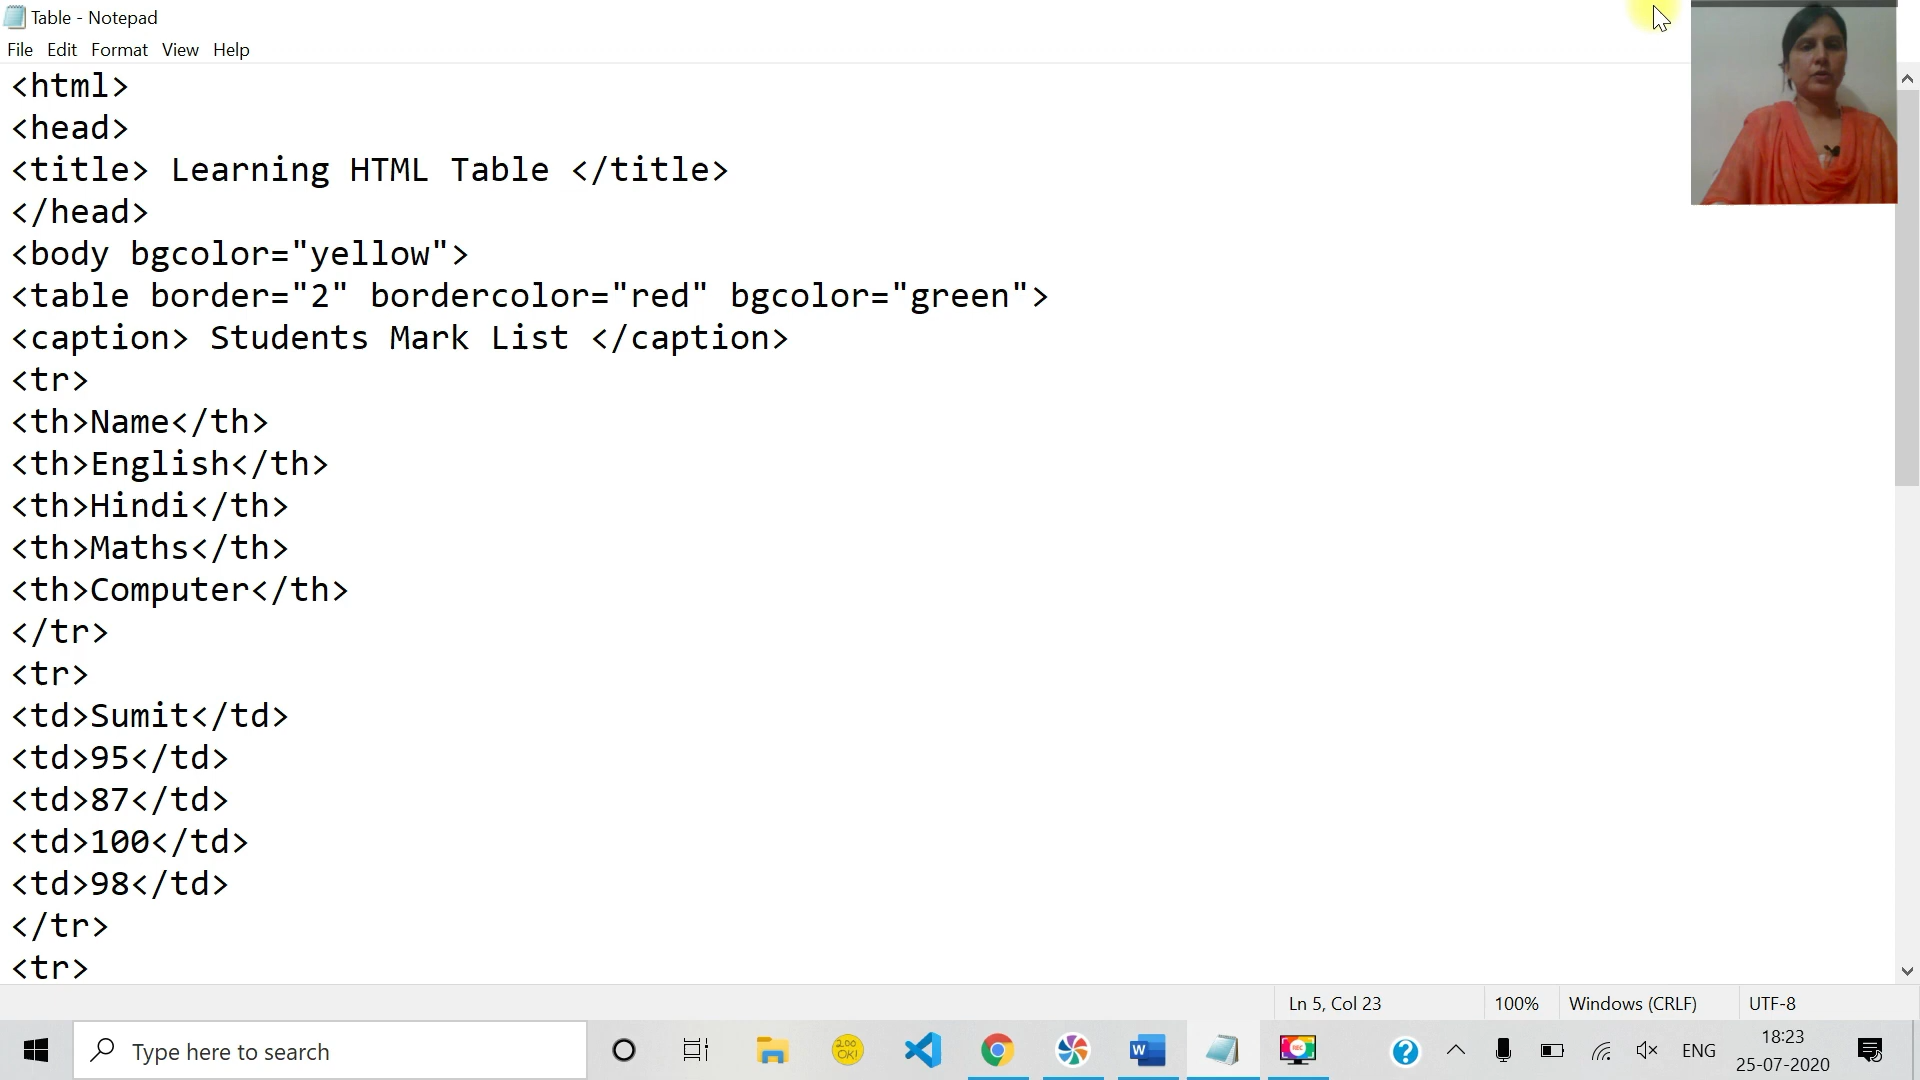 Table - Notepad
File Edit Format View Help
<html>
<head>
<title> Learning HTML Table </title>
</head>
<body bgcolor="yellow">
<table border="2" bordercolor="red" bgcolor="green">
<caption> Students Mark List </caption>
<tr>
<th>Name</th>
<th>English</th>
<th>Hindi</th>
<th>Maths</th>
<th>Computer</th>
</tr>
<tr>
<td>Sumit</td>
<td>95</td>
<td>87</td>
<td>100</td>
<td>98</td>
</tr>
<tr>
Ln 5, Col 23 100% Windows (CRLF) UTF-8
Type here to search
200 OK!
W
REC
?
ENG
18:23
25-07-2020